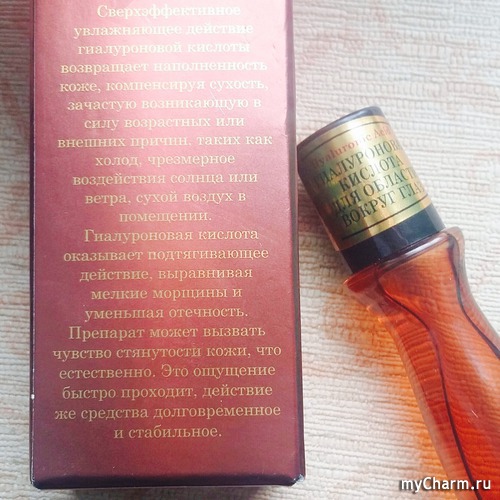 Сверхэффективное
увлажняющее действие
гиалуроновой кислоты
возвращает наполненность
коже, компенсируя сухость,
зачастую возникающую в
силу возрастных или
внешних причин, таких как
холод, чрезмерное
воздействия солнца или
ветра, сухой воздух в
помещении.
Гиалуроновая кислота
оказывает подтягивающее
действие, выравнивая
мелкие морщины и
уменьшая отечность.
Препарат может вызвать
чувство стянутости кожи, что
естественно. Это ощущение
быстро проходит, действие
же средства долговременное
и стабильное.
Hyaluronic Acid
ГИАЛУРОНОВАЯ
КИСЛОТА
ДЛЯ ОБЛАСТИ
ВОКРУГ ГЛАЗ
myCharm.ru